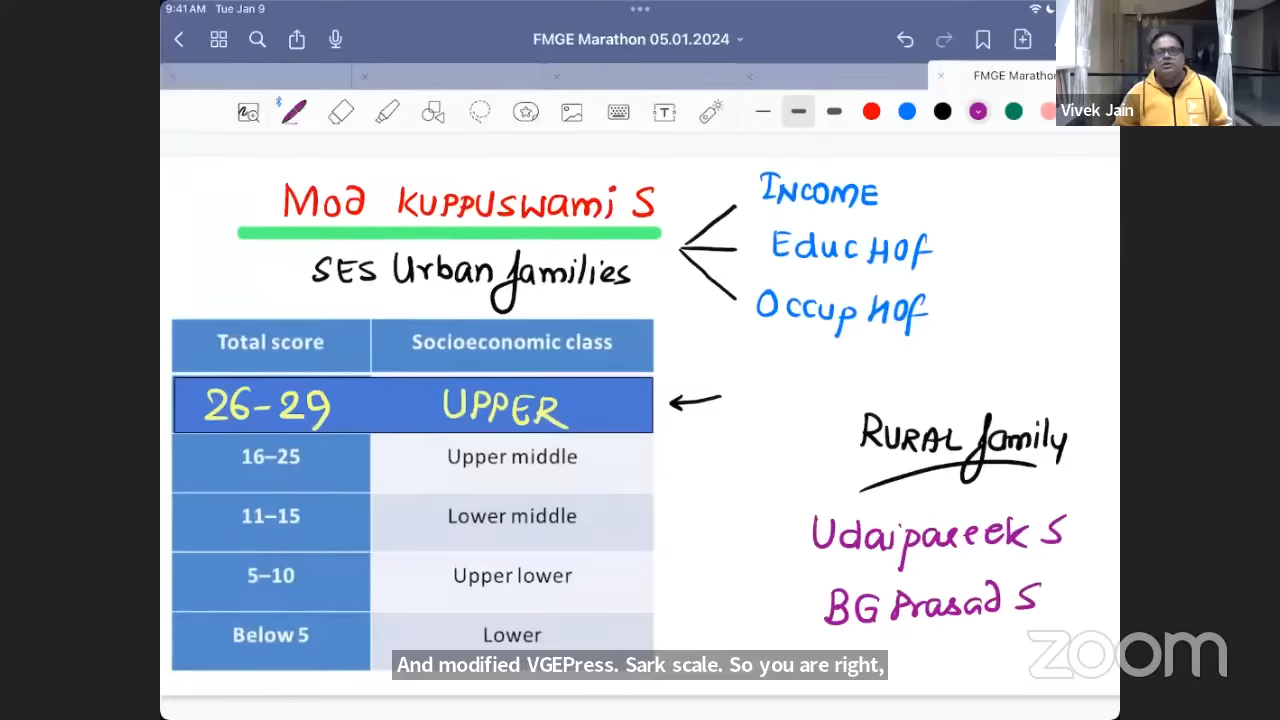 9:41 AM Tue Jan 9
FMGE Marathon 05.01.2024
FMGE Marathon
Vivek Jain
Mod KUPPUSWAMI S
SES Urban families
INCOME
Educ HOF
Occup HOF
Total score Socioeconomic class
26-29 UPPER
16–25 Upper middle
11–15 Lower middle
5–10 Upper lower
Below 5 Lower
RURAL family
Udaipareek S
BG Prasad S
And modified VGEPress. Sark scale. So you are right,
zoom